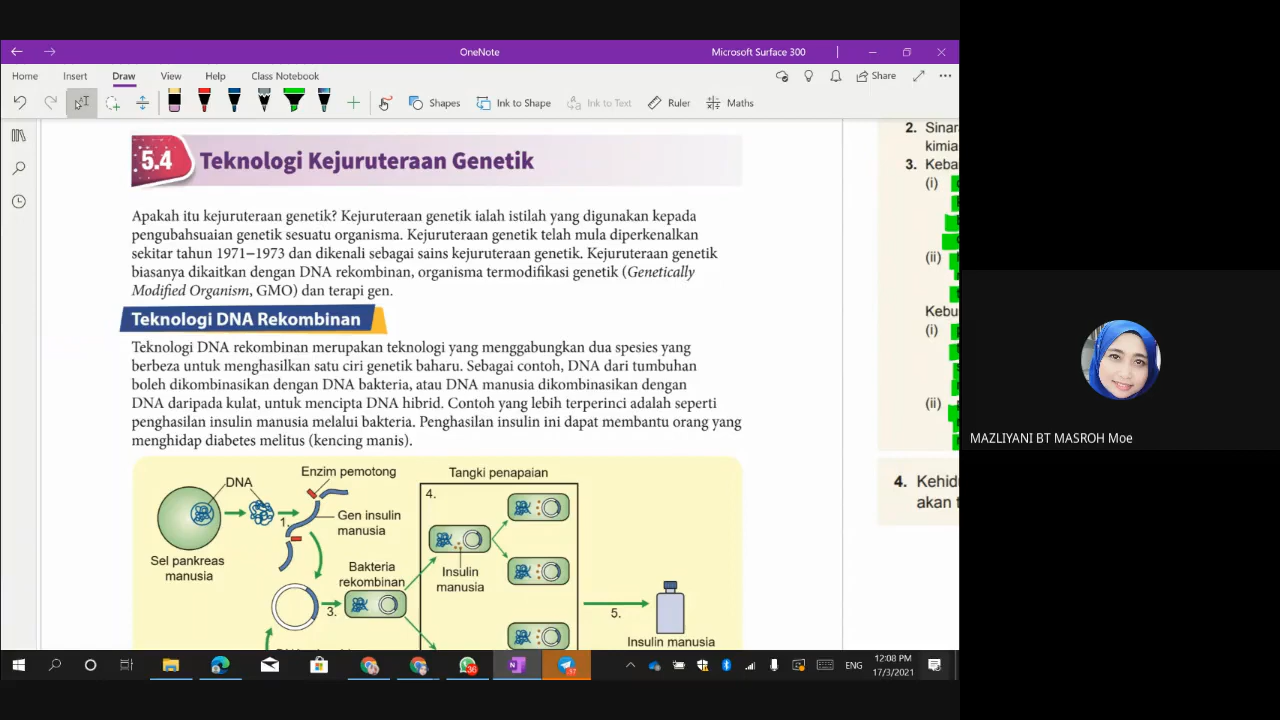 OneNote
Microsoft Surface 300
Home
Insert
Draw
View
Help
Class Notebook
Share
Shapes
Ink to Shape
Ink to Text
Ruler
Maths
5.4 Teknologi Kejuruteraan Genetik
Apakah itu kejuruteraan genetik? Kejuruteraan genetik ialah istilah yang digunakan kepada
pengubahsuaian genetik sesuatu organisma. Kejuruteraan genetik telah mula diperkenalkan
sekitar tahun 1971–1973 dan dikenali sebagai sains kejuruteraan genetik. Kejuruteraan genetik
biasanya dikaitkan dengan DNA rekombinan, organisma termodifikasi genetik (Genetically
Modified Organism, GMO) dan terapi gen.
Teknologi DNA Rekombinan
Teknologi DNA rekombinan merupakan teknologi yang menggabungkan dua spesies yang
berbeza untuk menghasilkan satu ciri genetik baharu. Sebagai contoh, DNA dari tumbuhan
boleh dikombinasikan dengan DNA bakteria, atau DNA manusia dikombinasikan dengan
DNA daripada kulat, untuk mencipta DNA hibrid. Contoh yang lebih terperinci adalah seperti
penghasilan insulin manusia melalui bakteria. Penghasilan insulin ini dapat membantu orang yang
menghidap diabetes melitus (kencing manis).
Enzim pemotong
DNA
1.
Gen insulin
manusia
Sel pankreas
manusia
Bakteria
rekombinan
3.
Tangki penapaian
4.
Insulin
manusia
5.
Insulin manusia
2. Sinar
kimia
3. Keba
(i)
(ii)
Kebu
(i)
(ii)
4. Kehid
akan
MAZLIYANI BT MASROH Moe
36
ENG
12:08 PM
17/3/2021